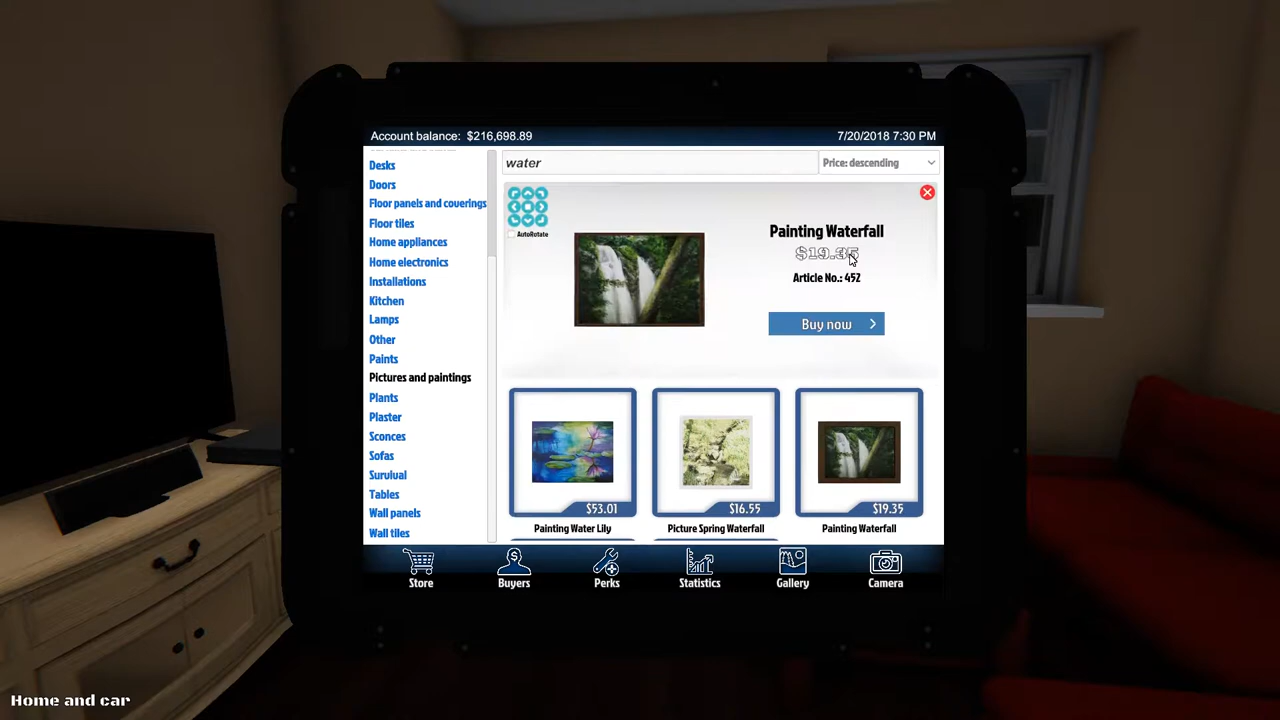 Account balance: $216,698.89
7/20/2018 7:30 PM
Desks
Doors
Floor panels and coverings
Floor tiles
Home appliances
Home electronics
Installations
Kitchen
Lamps
Other
Paints
Pictures and paintings
Plants
Plaster
Sconces
Sofas
Survival
Tables
Wall panels
Wall tiles
water
Price: descending
AutoRotate
Painting Waterfall
$19.35
Article No.: 452
Buy now
$53.01
$16.55
$19.35
Painting Water Lily
Picture Spring Waterfall
Painting Waterfall
Store
Buyers
Perks
Statistics
Gallery
Camera
Home and car